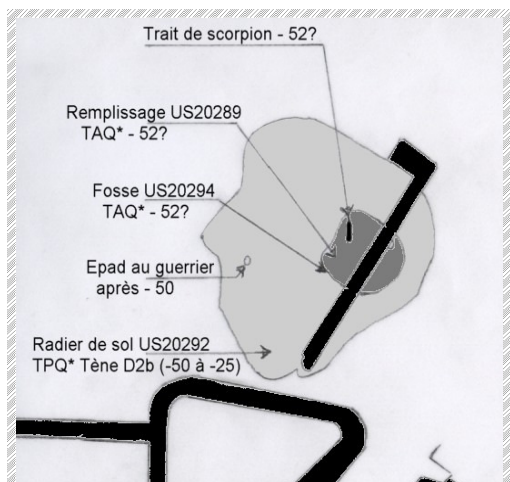 Trait de scorpion - 52?
Remplissage US20289
TAQ* - 52?
Fosse US20294
TAQ* - 52?
Epad au guerrier
après - 50
Radier de sol US20292
TPQ* Tène D2b (-50 à -25)